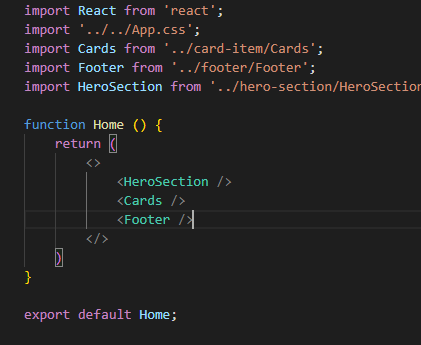 import React from 'react';
import '../../App.css';
import Cards from '../card-item/Cards';
import Footer from '../footer/Footer';
import HeroSection from '../hero-section/HeroSection
function Home () {
return (
<>
<HeroSection />
<Cards />
<Footer />
</>
)
}
export default Home;